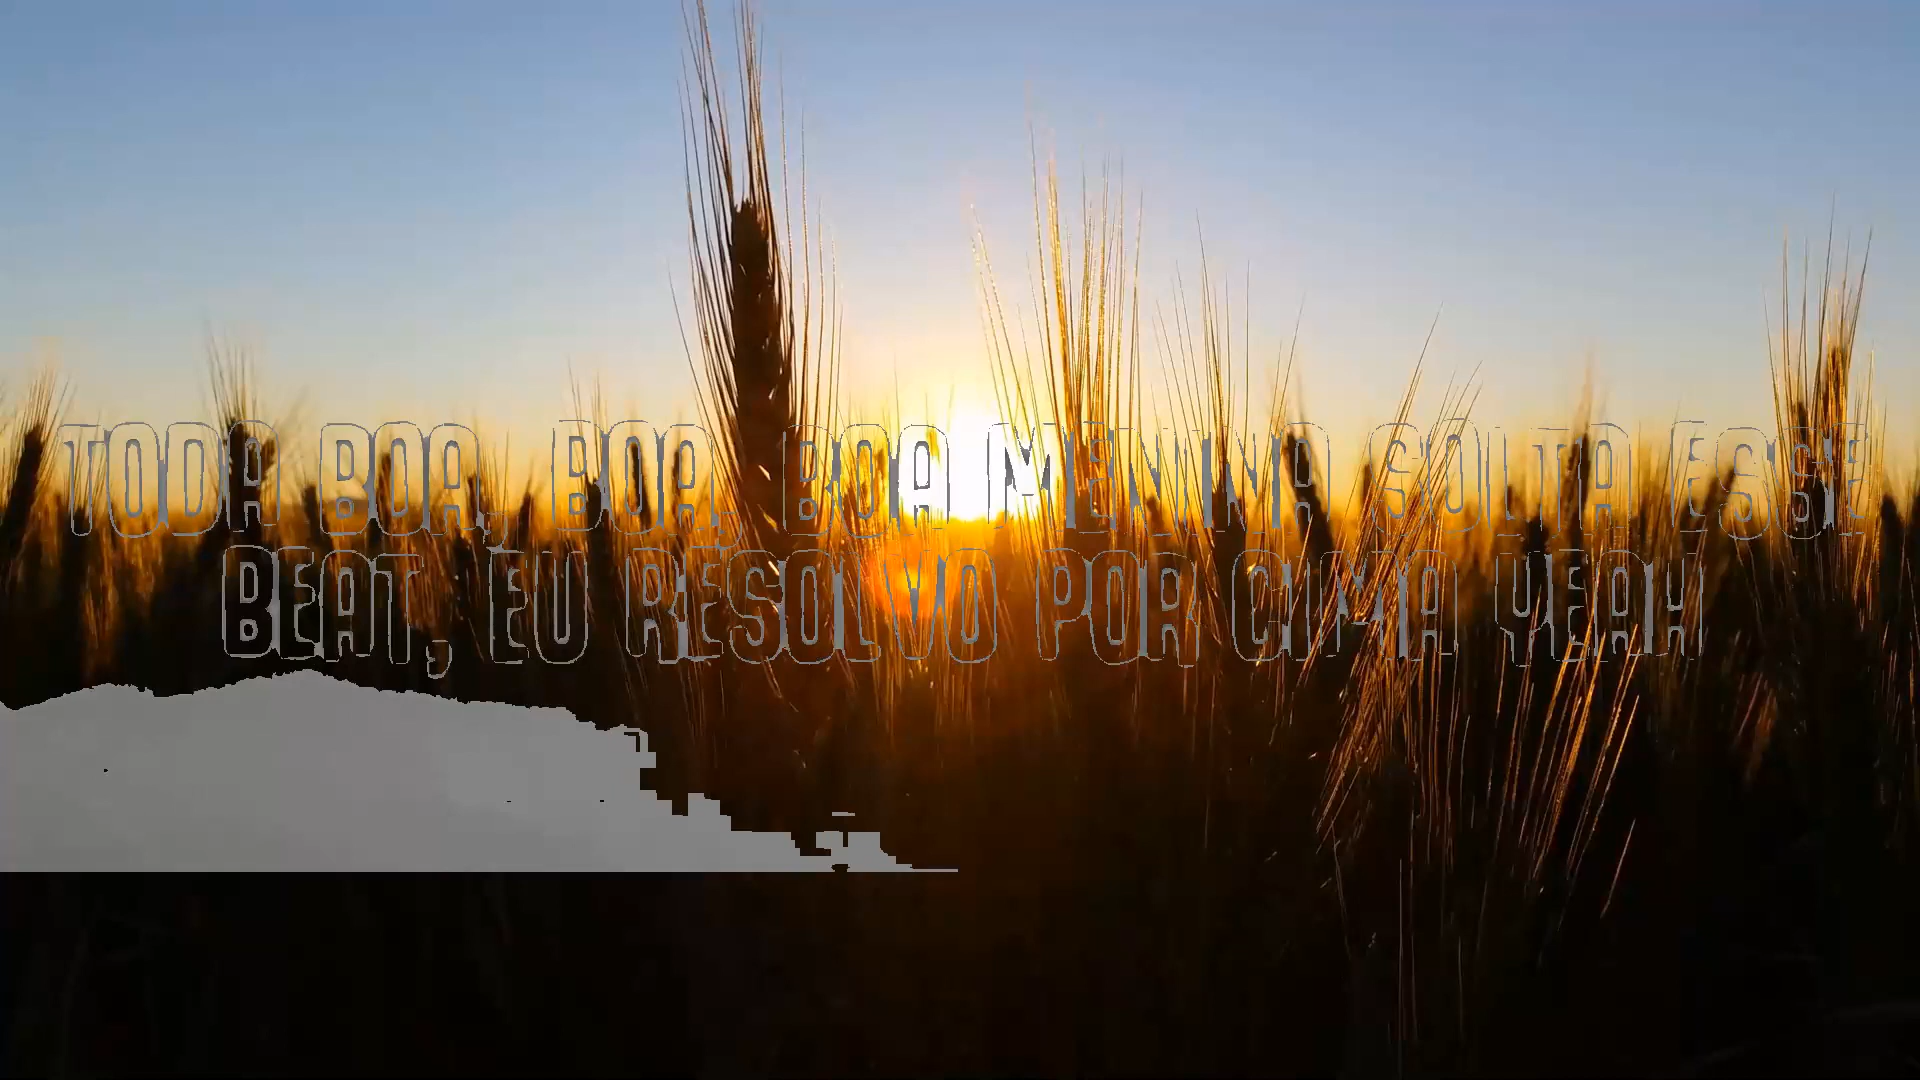 TODA BOA, BOA, BOA MENINA SOLTA ESSE
BEAT, EU RESOLVO POR CIMA YEAH